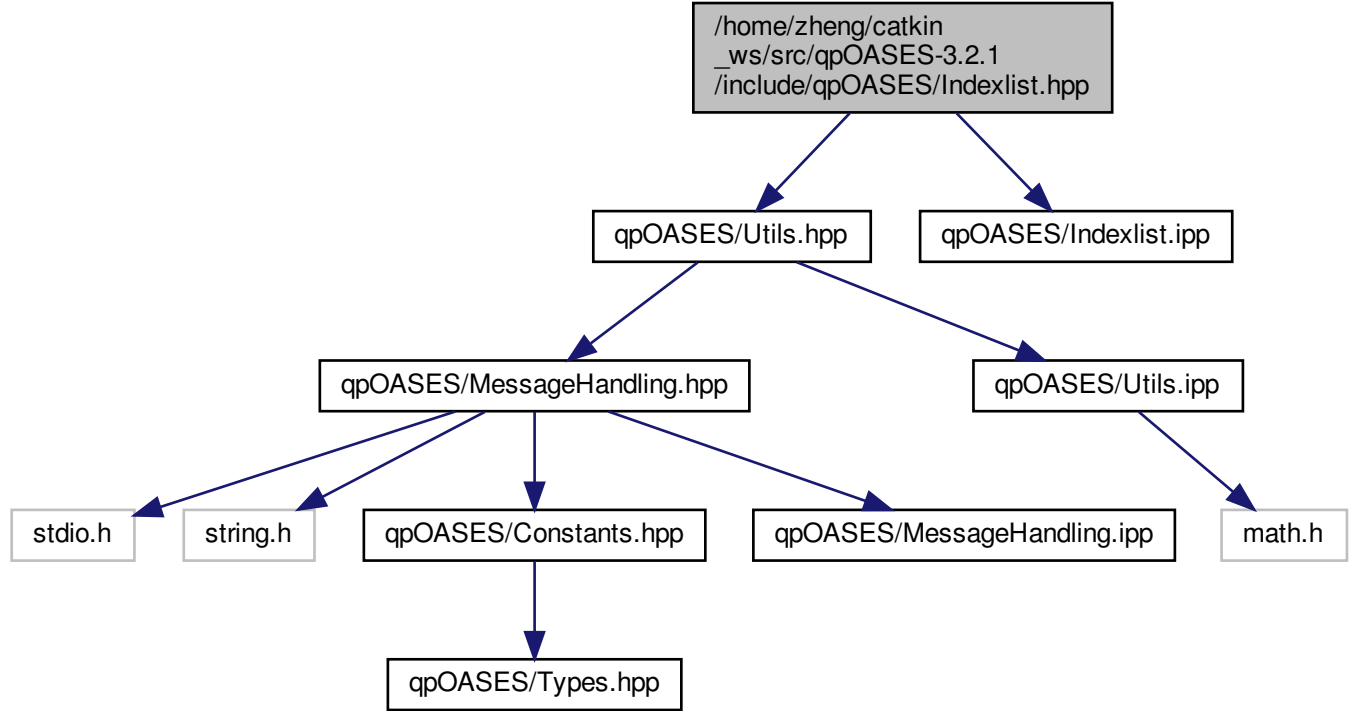 /home/zheng/catkin
_ws/src/qpOASES-3.2.1
/include/qpOASES/Indexlist.hpp
qpOASES/Utils.hpp
qpOASES/Indexlist.ipp
qpOASES/MessageHandling.hpp
qpOASES/Utils.ipp
stdio.h
string.h
qpOASES/Constants.hpp
qpOASES/MessageHandling.ipp
math.h
qpOASES/Types.hpp